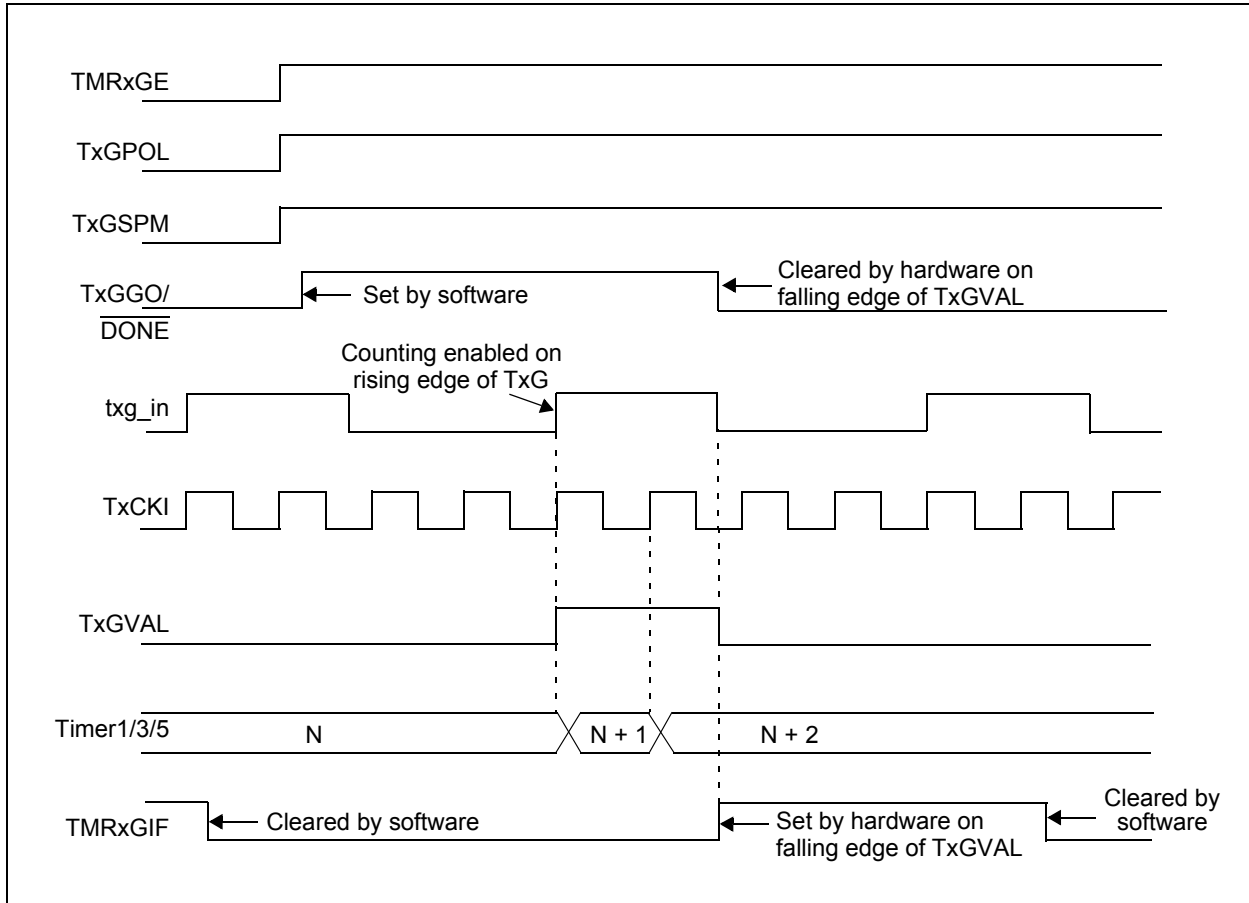 TMRxGE
TxGPOL
TxGSPM
TxGGO/
DONE
Set by software
Cleared by hardware on
falling edge of TxGVAL
Counting enabled on
rising edge of TxG
txg_in
TxCKI
TxGVAL
Timer1/3/5
N
N + 1
N + 2
TMRxGIF
Cleared by software
Set by hardware on
falling edge of TxGVAL
Cleared by
software